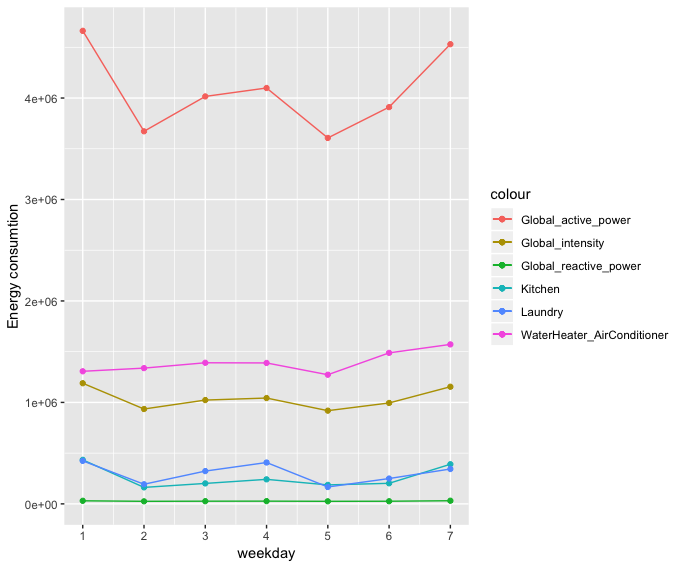 4e+06
3e+06
2e+06
1e+06
0e+00
Energy consumtion
1 2 3 4 5 6 7
weekday
colour
Global_active_power
Global_intensity
Global_reactive_power
Kitchen
Laundry
WaterHeater_AirConditioner